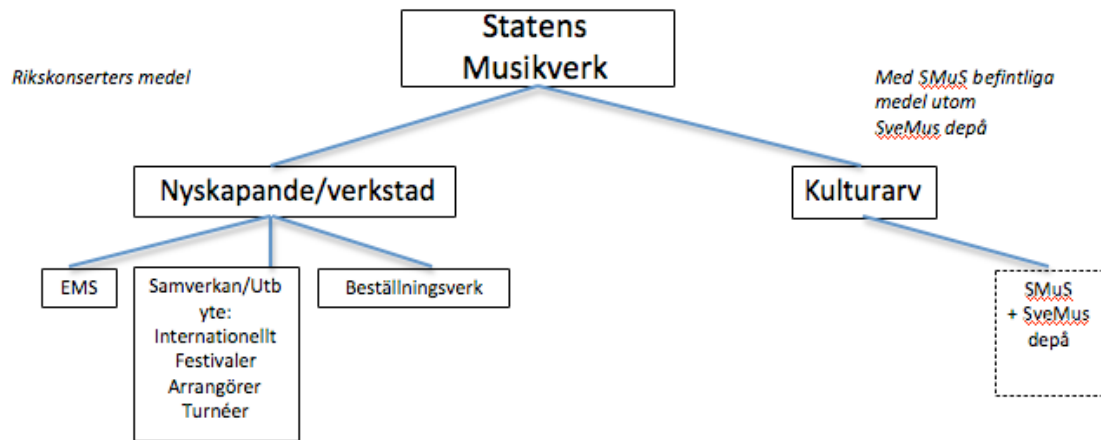 Statens
Musikverk
Rikskonserters medel
Med SMuS befintliga
medel utom
SveMus depå
Nyskapande/verkstad
Kulturarv
EMS
Samverkan/Utb
yte:
Internationellt
Festivaler
Arrangörer
Turnéer
Beställningsverk
SMuS
+ SveMus
depå